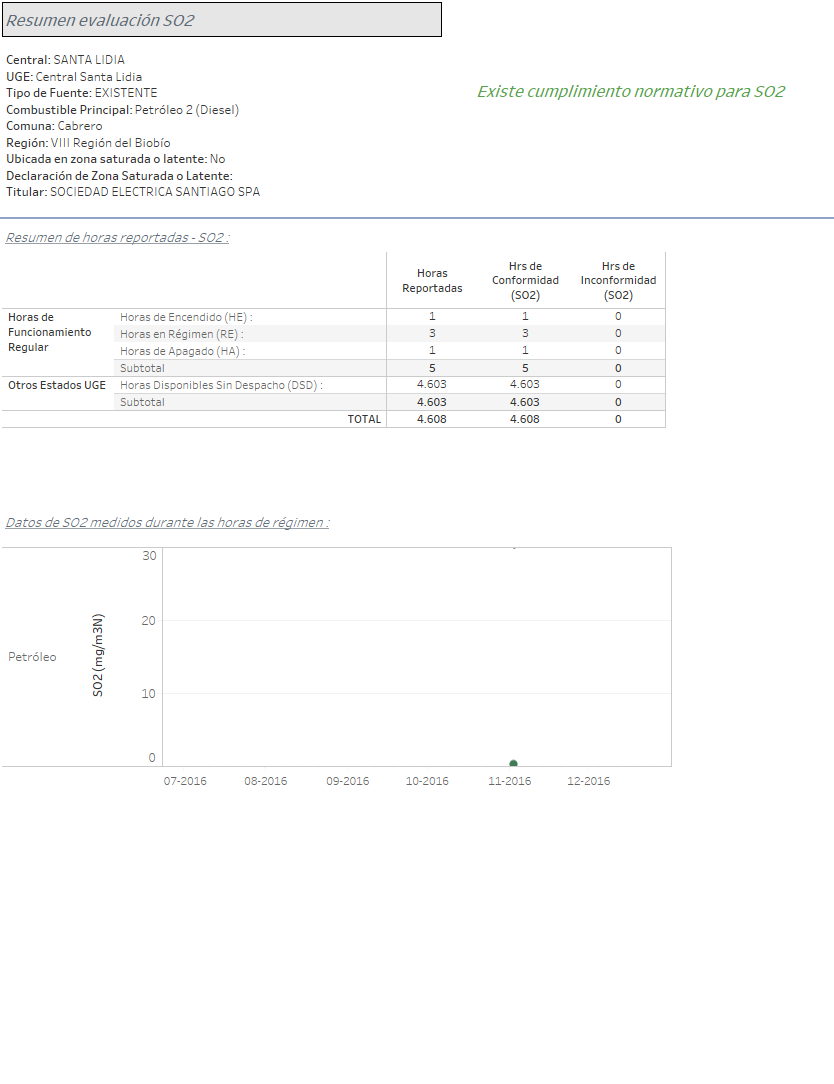 Resumen evaluación SO2
Central: SANTA LIDIA
UGE: Central Santa Lidia
Tipo de Fuente: EXISTENTE
Combustible Principal: Petróleo 2 (Diesel)
Comuna: Cabrero
Región: VIII Región del Biobío
Ubicada en zona saturada o latente: No
Declaración de Zona Saturada o Latente:
Titular: SOCIEDAD ELECTRICA SANTIAGO SPA
Existe cumplimiento normativo para SO2
Resumen de horas reportadas - SO2 :
Horas Reportadas
Hrs de Conformidad (SO2)
Hrs de Inconformidad (SO2)
Horas de Funcionamiento Regular
Horas de Encendido (HE) : 1 1 0
Horas en Régimen (RE) : 3 3 0
Horas de Apagado (HA) : 1 1 0
Subtotal 5 5 0
Otros Estados UGE Horas Disponibles Sin Despacho (DSD) : 4.603 4.603 0
Subtotal 4.603 4.603 0
TOTAL 4.608 4.608 0
Datos de SO2 medidos durante las horas de régimen :
Petróleo
SO2 (mg/m3N)
30
20
10
0
07-2016 08-2016 09-2016 10-2016 11-2016 12-2016